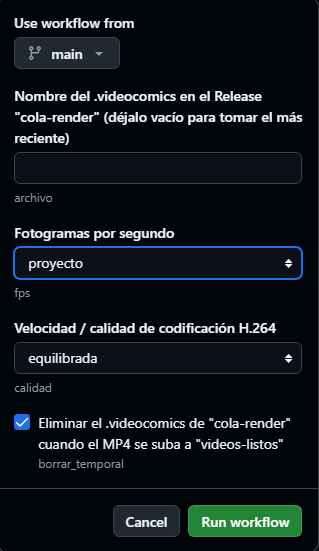 Use workflow from
main
Nombre del .videocomics en el Release
"cola-render" (déjalo vacío para tomar el más
reciente)
archivo
Fotogramas por segundo
proyecto
fps
Velocidad / calidad de codificación H.264
equilibrada
calidad
Eliminar el .videocomics de "cola-render"
cuando el MP4 se suba a "videos-listos"
borrar_temporal
Cancel
Run workflow